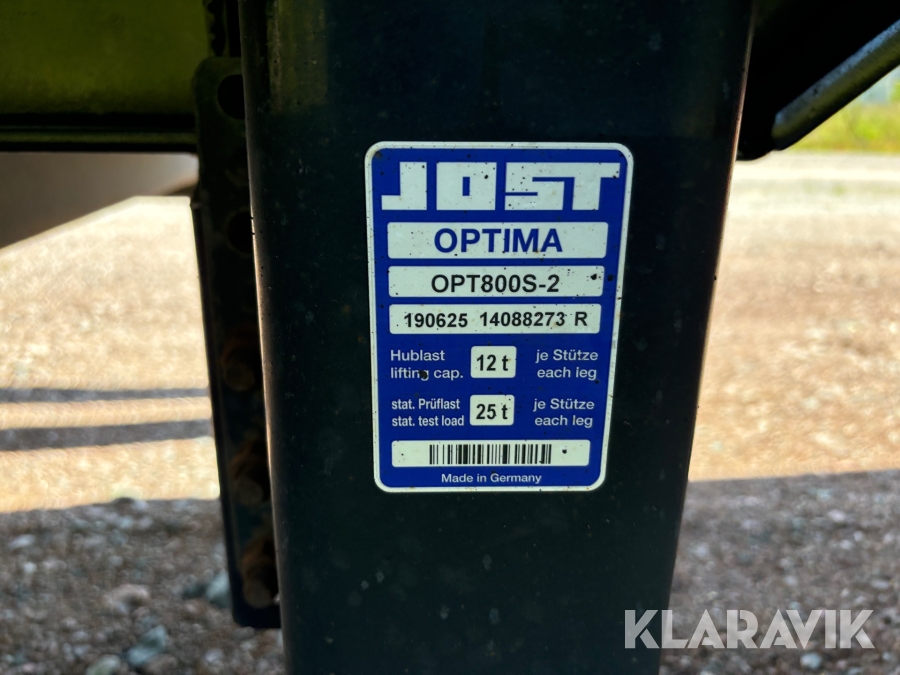 JOST
OPTIMA
OPT800S-2
190625 14088273 R
Hublast 12 t je Stütze
lifting cap. each leg
stat. Prüflast 25 t je Stütze
stat. test load each leg
Made in Germany
KLARAVIK